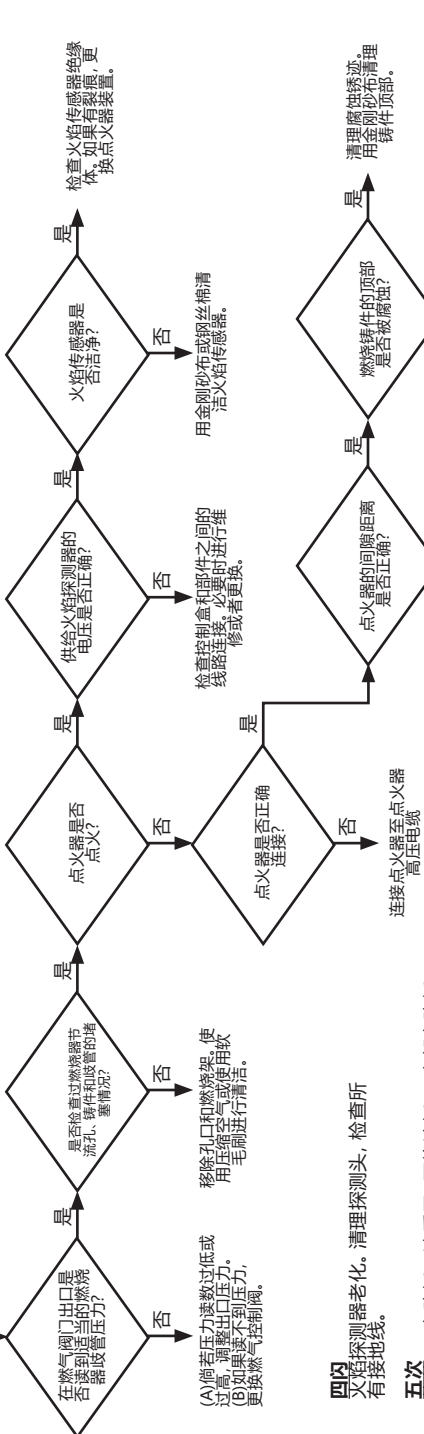 在燃气阀门出口是
否读到适当的燃烧
器歧管压力?
是
否
(A)倘若压力读数过低或
过高, 调整出口压力。
(B)如果读不到压力,
更换燃气控制阀。
是否检查过燃烧器节
流孔、铸件和歧管的堵
塞情况?
是
否
移除孔口和燃烧架。使
用压缩空气或使用软
毛刷进行清洁。
点火器是否
点火?
是
否
供给火焰探测器的
电压是否正确?
是
否
检查控制盒和部件之间的
线路连接。必要时进行维
修或者更换。
火焰传感器是
否洁净?
是
否
用金刚砂布或钢丝棉清
洁火焰传感器。
检查火焰传感器绝缘
体。如果有裂痕, 更
换点火器装置。
点火器是否正确
连接?
是
否
连接点火器至点火器
高压电缆
点火器的间隙距离
是否正确?
是
燃烧铸件的顶部
是否被腐蚀?
是
清理腐蚀锈迹。
用金刚砂布清理
铸件顶部。
四闪
火焰探测器老化。清理探测头, 检查所
有接地线。
五次